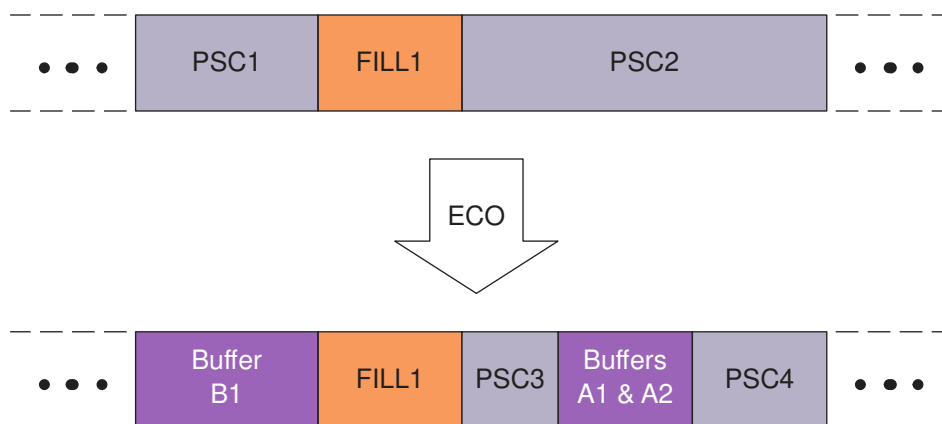 PSC1 FILL1 PSC2
ECO
Buffer B1 FILL1 PSC3 Buffers A1 & A2 PSC4